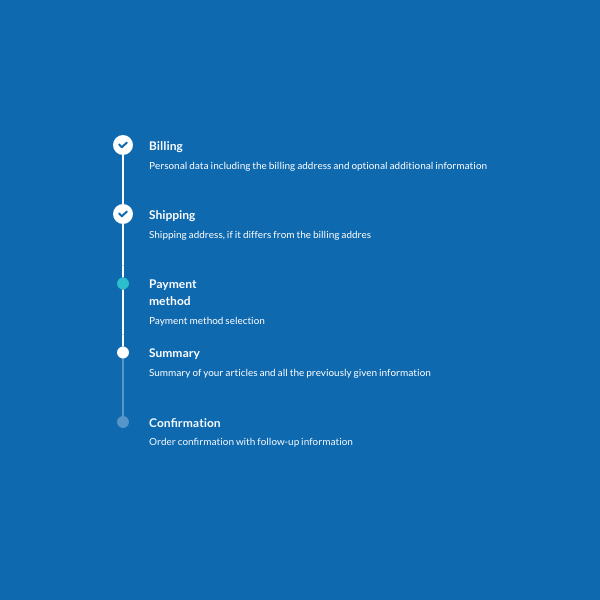 Billing
Personal data including the billing address and optional additional information
Shipping
Shipping address, if it differs from the billing addres
Payment
method
Payment method selection
Summary
Summary of your articles and all the previously given information
Confirmation
Order confirmation with follow-up information